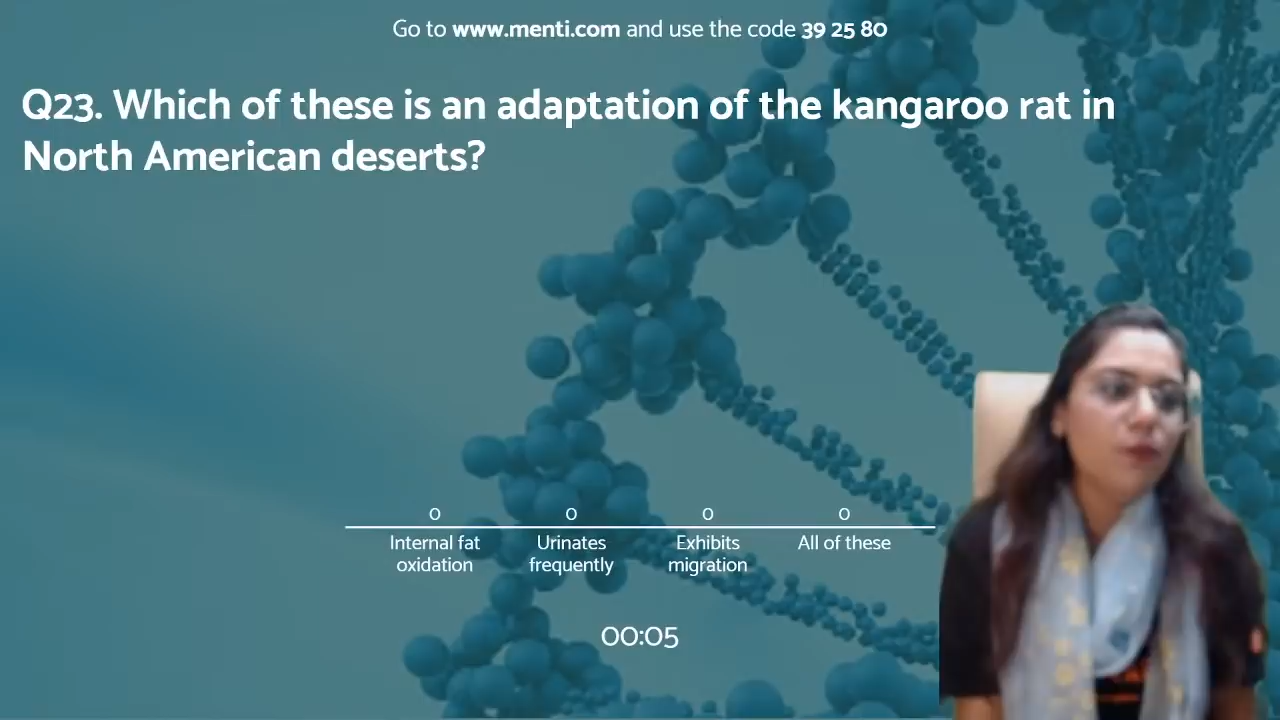 Go to www.menti.com and use the code 39 25 80
Q23. Which of these is an adaptation of the kangaroo rat in
North American deserts?
0 0 0 0
Internal fat oxidation
Urinates frequently
Exhibits migration
All of these
00:05